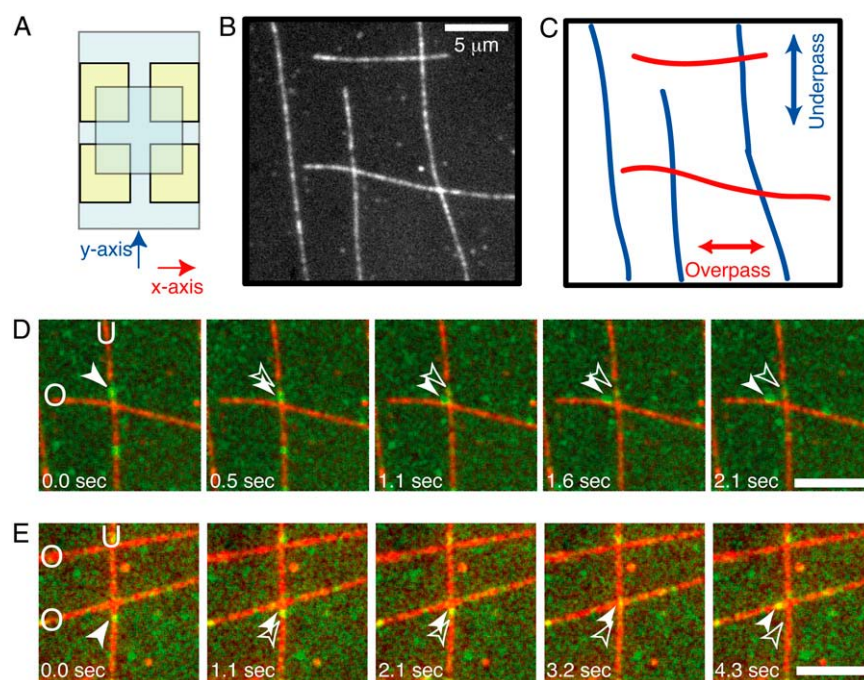 A
y-axis
x-axis
B
5 μm
C
Underpass
Overpass
D
U
O
0.0 sec
0.5 sec
1.1 sec
1.6 sec
2.1 sec
E
U
O
O
0.0 sec
1.1 sec
2.1 sec
3.2 sec
4.3 sec